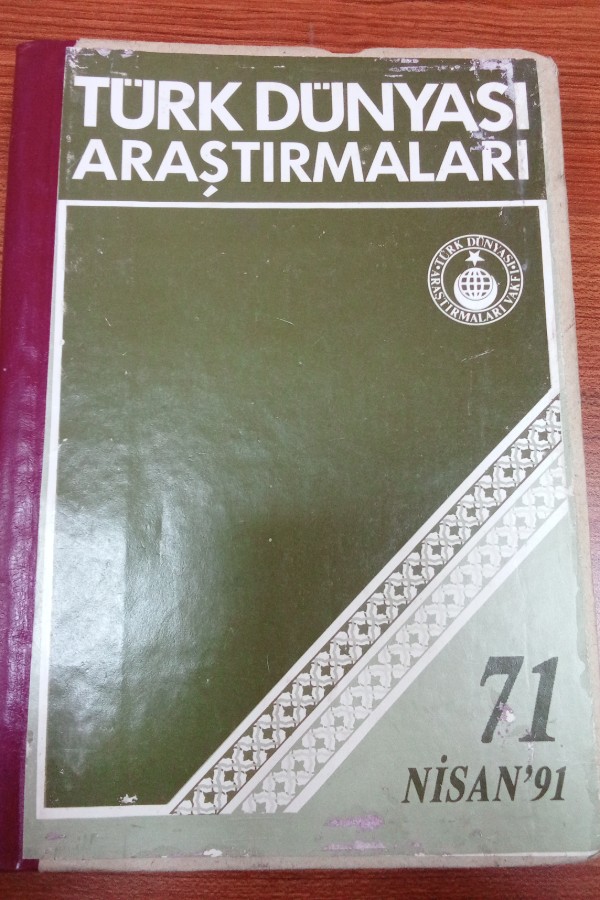 TÜRK DÜNYASI
ARAŞTIRMALARI
TÜRK DÜNYASI
ARAŞTIRMALARI VAKFI
71
NİSAN'91